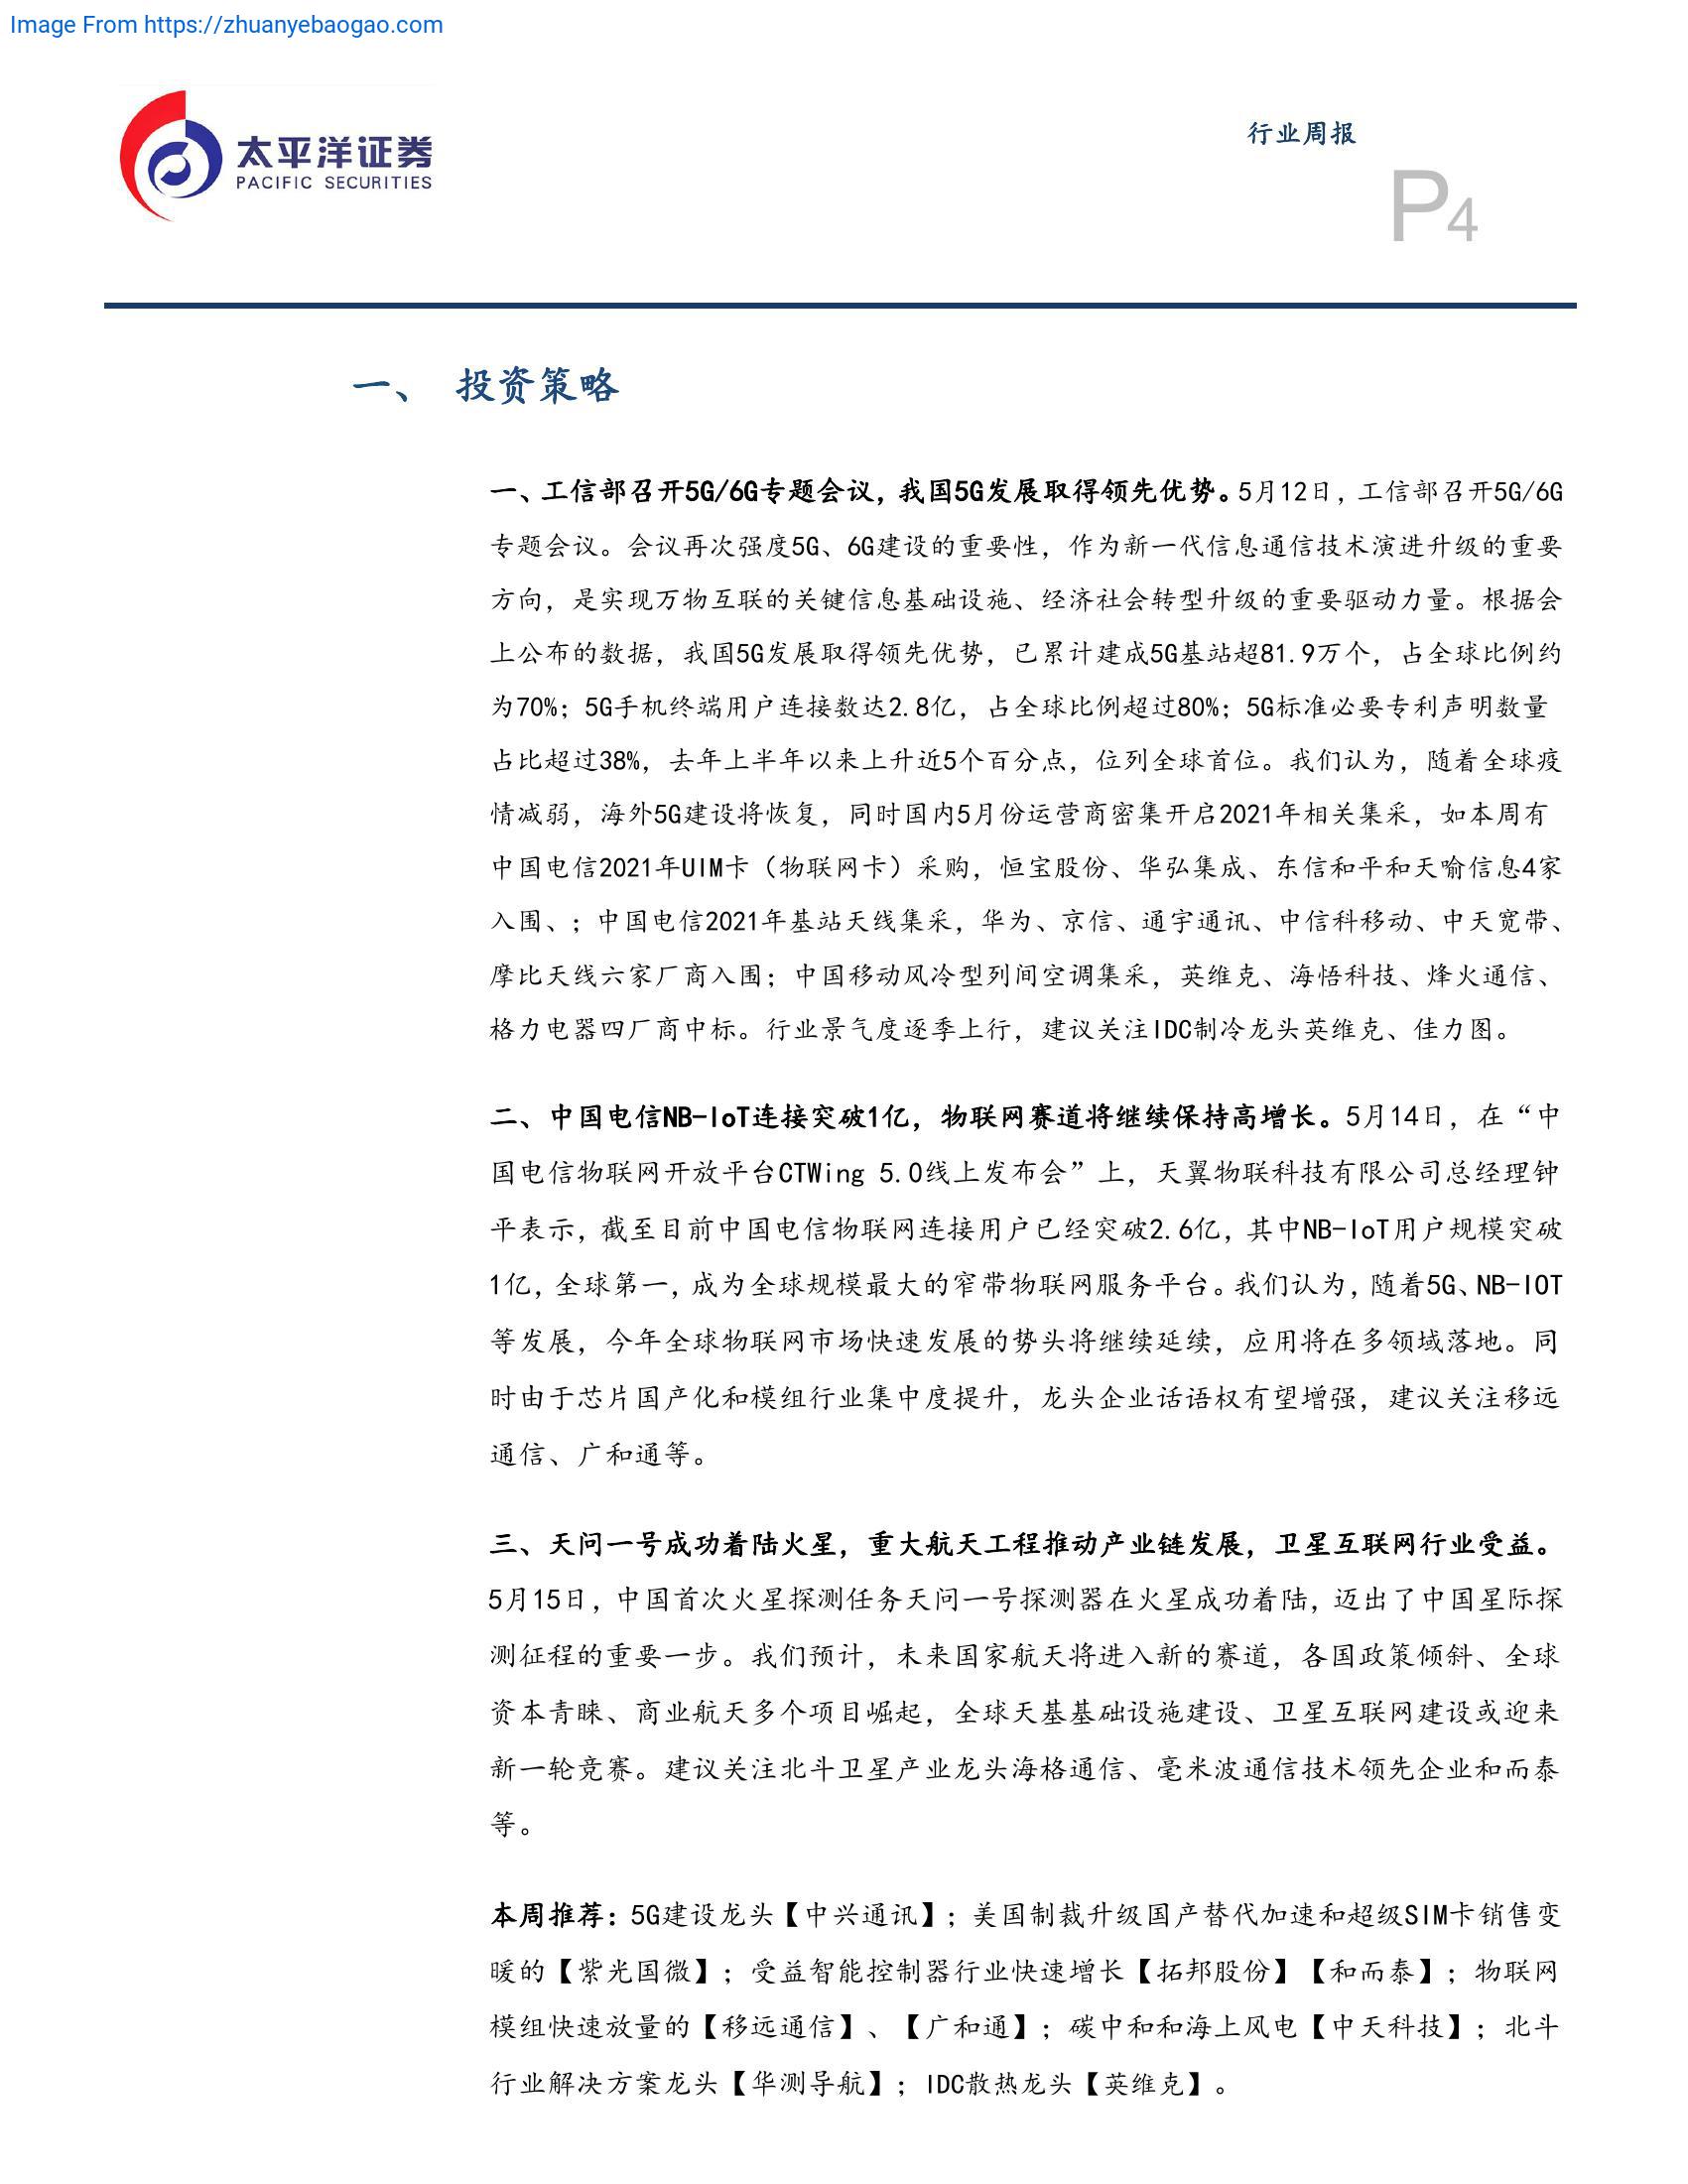 Image From https://zhuanyebaogao.com
太平洋证券
PACIFIC SECURITIES
行业周报
P4
一、 投资策略
一、工信部召开5G/6G专题会议，我国5G发展取得领先优势。5月12日，工信部召开5G/6G
专题会议。会议再次强度5G、6G建设的重要性，作为新一代信息通信技术演进升级的重要
方向，是实现万物互联的关键信息基础设施、经济社会转型升级的重要驱动力量。根据会
上公布的数据，我国5G发展取得领先优势，已累计建成5G基站超81.9万个，占全球比例约
为70%；5G手机终端用户连接数达2.8亿，占全球比例超过80%；5G标准必要专利声明数量
占比超过38%，去年上半年以来上升近5个百分点，位列全球首位。我们认为，随着全球疫
情减弱，海外5G建设将恢复，同时国内5月份运营商密集开启2021年相关集采，如本周有
中国电信2021年UIM卡（物联网卡）采购，恒宝股份、华弘集成、东信和平和天喻信息4家
入围、；中国电信2021年基站天线集采，华为、京信、通宇通讯、中信科移动、中天宽带、
摩比天线六家厂商入围；中国移动风冷型列间空调集采，英维克、海悟科技、烽火通信、
格力电器四厂商中标。行业景气度逐季上行，建议关注IDC制冷龙头英维克、佳力图。
二、中国电信NB-IoT连接突破1亿，物联网赛道将继续保持高增长。5月14日，在“中
国电信物联网开放平台CTWing 5.0线上发布会”上，天翼物联科技有限公司总经理钟
平表示，截至目前中国电信物联网连接用户已经突破2.6亿，其中NB-IoT用户规模突破
1亿，全球第一，成为全球规模最大的窄带物联网服务平台。我们认为，随着5G、NB-IOT
等发展，今年全球物联网市场快速发展的势头将继续延续，应用将在多领域落地。同
时由于芯片国产化和模组行业集中度提升，龙头企业话语权有望增强，建议关注移远
通信、广和通等。
三、天问一号成功着陆火星，重大航天工程推动产业链发展，卫星互联网行业受益。
5月15日，中国首次火星探测任务天问一号探测器在火星成功着陆，迈出了中国星际探
测征程的重要一步。我们预计，未来国家航天将进入新的赛道，各国政策倾斜、全球
资本青睐、商业航天多个项目崛起，全球天基基础设施建设、卫星互联网建设或迎来
新一轮竞赛。建议关注北斗卫星产业龙头海格通信、毫米波通信技术领先企业和而泰
等。
本周推荐：5G建设龙头【中兴通讯】；美国制裁升级国产替代加速和超级SIM卡销售变
暖的【紫光国微】；受益智能控制器行业快速增长【拓邦股份】【和而泰】；物联网
模组快速放量的【移远通信】、【广和通】；碳中和和海上风电【中天科技】；北斗
行业解决方案龙头【华测导航】；IDC散热龙头【英维克】。